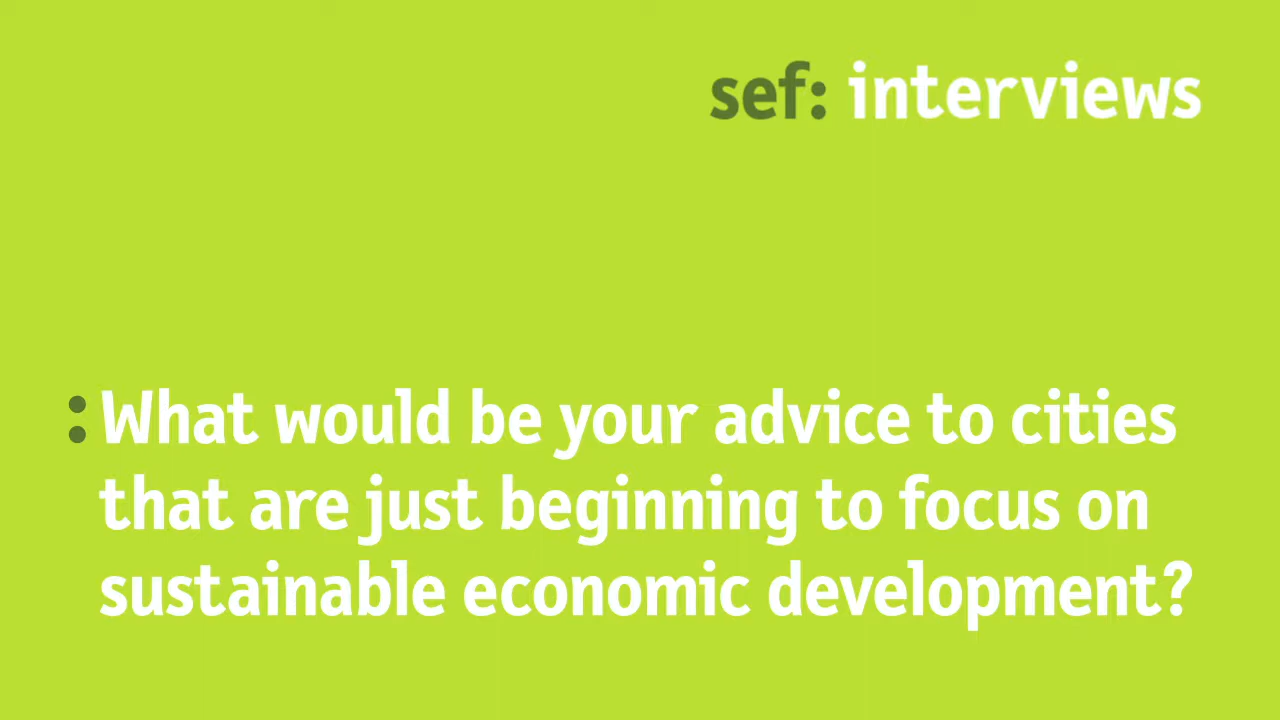 sef: interviews
: What would be your advice to cities
that are just beginning to focus on
sustainable economic development?